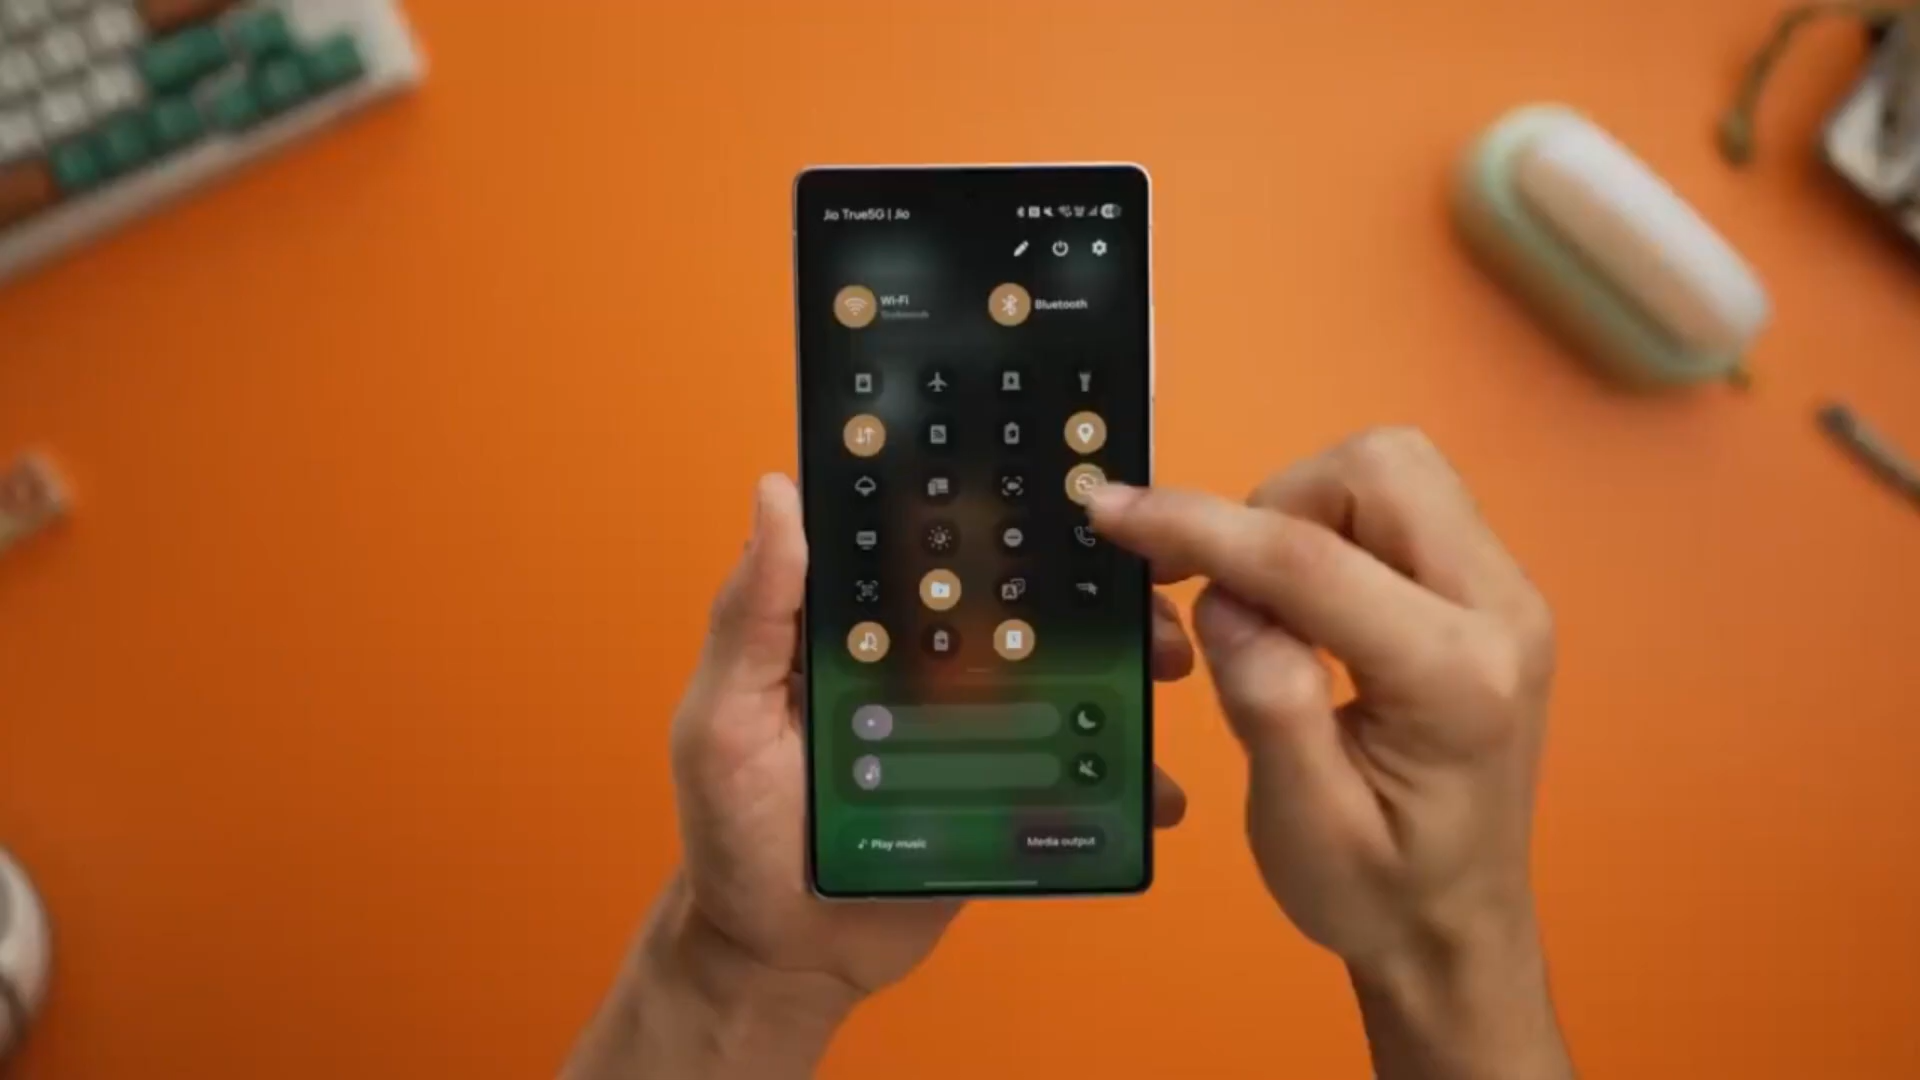 Jio True5G | Jio
Wi-Fi
Bluetooth
Play music
Media output